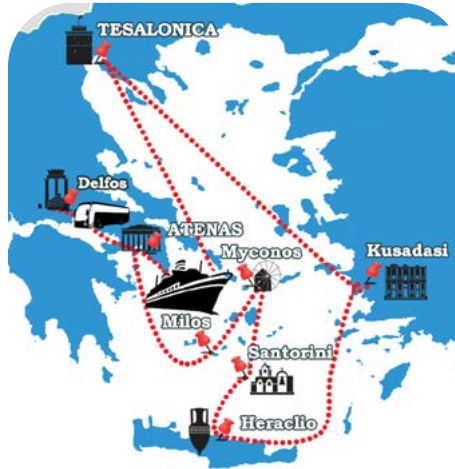 TESALONICA
Delfos
ATENAS
Myconos
Kusadasi
Milos
Santorini
Heraclio